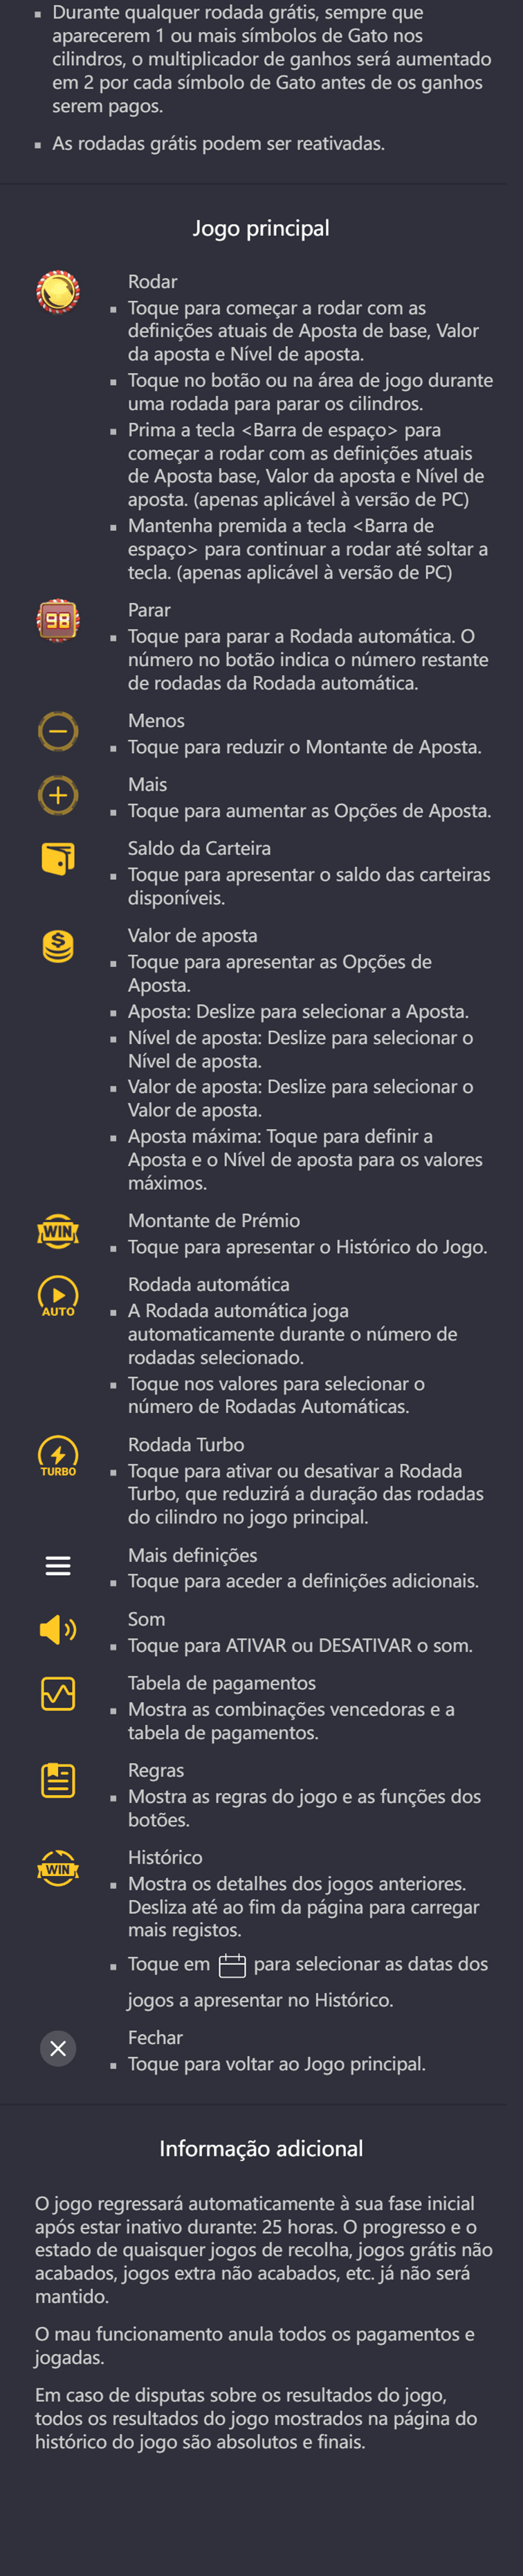 Durante qualquer rodada grátis, sempre que
aparecerem 1 ou mais símbolos de Gato nos
cilindros, o multiplicador de ganhos será aumentado
em 2 por cada símbolo de Gato antes de os ganhos
serem pagos.
As rodadas grátis podem ser reativadas.
Jogo principal
Rodar
Toque para começar a rodar com as
definições atuais de Aposta de base, Valor
da aposta e Nível de aposta.
Toque no botão ou na área de jogo durante
uma rodada para parar os cilindros.
Prima a tecla <Barra de espaço> para
começar a rodar com as definições atuais
de Aposta base, Valor da aposta e Nível de
aposta. (apenas aplicável à versão de PC)
Mantenha premida a tecla <Barra de
espaço> para continuar a rodar até soltar a
tecla. (apenas aplicável à versão de PC)
98
Parar
Toque para parar a Rodada automática. O
número no botão indica o número restante
de rodadas da Rodada automática.
Menos
Toque para reduzir o Montante de Aposta.
Mais
Toque para aumentar as Opções de Aposta.
Saldo da Carteira
Toque para apresentar o saldo das carteiras
disponíveis.
Valor de aposta
Toque para apresentar as Opções de
Aposta.
Aposta: Deslize para selecionar a Aposta.
Nível de aposta: Deslize para selecionar o
Nível de aposta.
Valor de aposta: Deslize para selecionar o
Valor de aposta.
Aposta máxima: Toque para definir a
Aposta e o Nível de aposta para os valores
máximos.
WIN
Montante de Prémio
Toque para apresentar o Histórico do Jogo.
AUTO
Rodada automática
A Rodada automática joga
automaticamente durante o número de
rodadas selecionado.
Toque nos valores para selecionar o
número de Rodadas Automáticas.
TURBO
Rodada Turbo
Toque para ativar ou desativar a Rodada
Turbo, que reduzirá a duração das rodadas
do cilindro no jogo principal.
Mais definições
Toque para aceder a definições adicionais.
Som
Toque para ATIVAR ou DESATIVAR o som.
Tabela de pagamentos
Mostra as combinações vencedoras e a
tabela de pagamentos.
Regras
Mostra as regras do jogo e as funções dos
botões.
WIN
Histórico
Mostra os detalhes dos jogos anteriores.
Desliza até ao fim da página para carregar
mais registos.
Toque em para selecionar as datas dos
jogos a apresentar no Histórico.
Fechar
Toque para voltar ao Jogo principal.
Informação adicional
O jogo regressará automaticamente à sua fase inicial
após estar inativo durante: 25 horas. O progresso e o
estado de quaisquer jogos de recolha, jogos grátis não
acabados, jogos extra não acabados, etc. já não será
mantido.
O mau funcionamento anula todos os pagamentos e
jogadas.
Em caso de disputas sobre os resultados do jogo,
todos os resultados do jogo mostrados na página do
histórico do jogo são absolutos e finais.